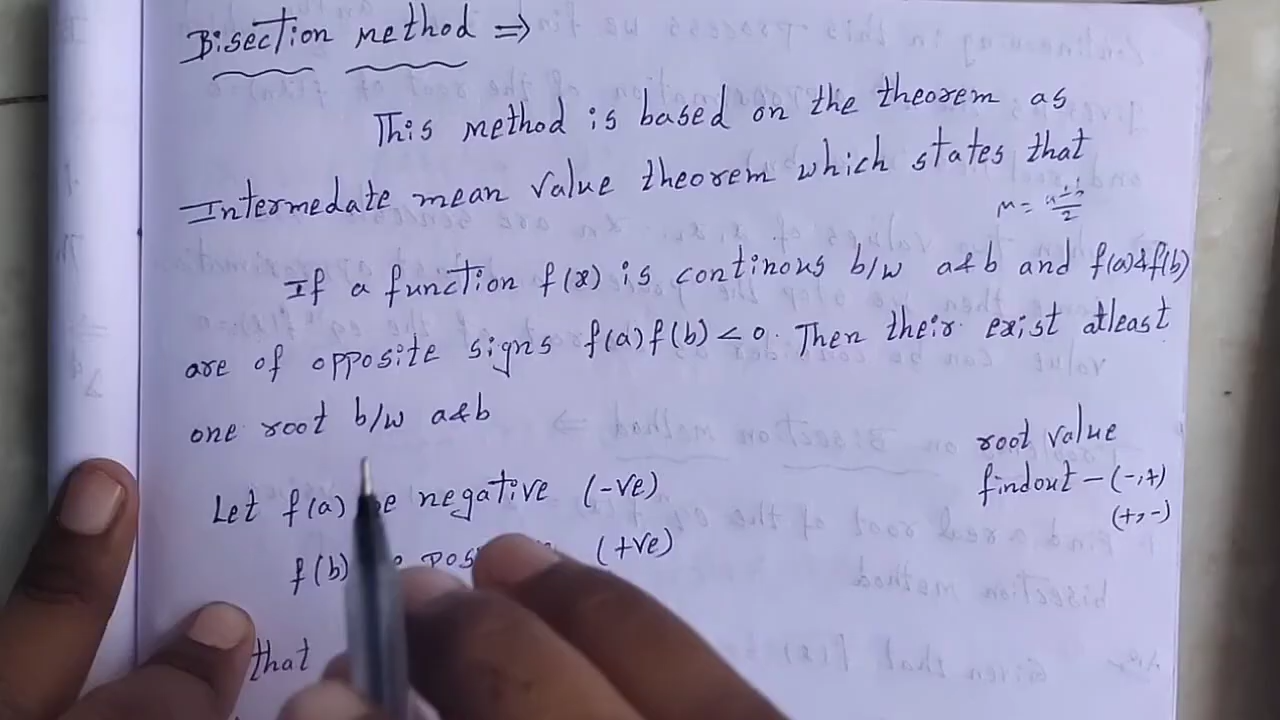 Bisection method ⇒
This method is based on the theorem as
Intermedate mean value theorem which states that
M = a+b/2
If a function f(x) is continous b/w a&b and f(a)&f(b)
are of opposite signs f(a)f(b)<0. Then their exist atleast
one root b/w a&b
root value
findout - (-,+)
(+,-)
Let f(a) be negative (-ve)
f(b) (+ve)
that